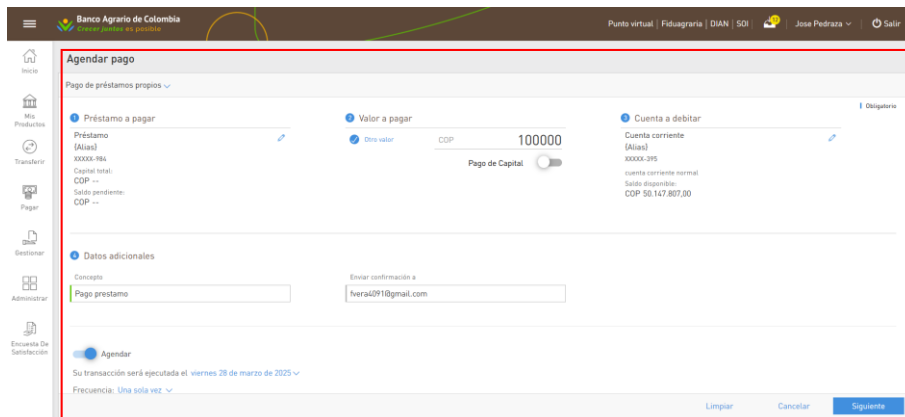 Banco Agrario de Colombia
Crecer juntos es posible
Punto virtual | Fiduagraria | DIAN | SOI |
Jose Pedraza
Salir
Inicio
Mis
Productos
Transferir
Pagar
Gestionar
Administrar
Encuesta De
Satisfacción
Agendar pago
Pago de préstamos propios
Obligatorio
1 Préstamo a pagar
Préstamo
(Alias)
XXXXX-984
Capital total:
COP --
Saldo pendiente:
COP --
2 Valor a pagar
Otro valor
COP 100000
Pago de Capital
3 Cuenta a debitar
Cuenta corriente
(Alias)
XXXXX-395
cuenta corriente normal
Saldo disponible:
COP 50.147.807,00
4 Datos adicionales
Concepto
Pago prestamo
Enviar confirmación a
fvera4091@gmail.com
Agendar
Su transacción será ejecutada el viernes 28 de marzo de 2025
Frecuencia: Una sola vez
Limpiar
Cancelar
Siguiente